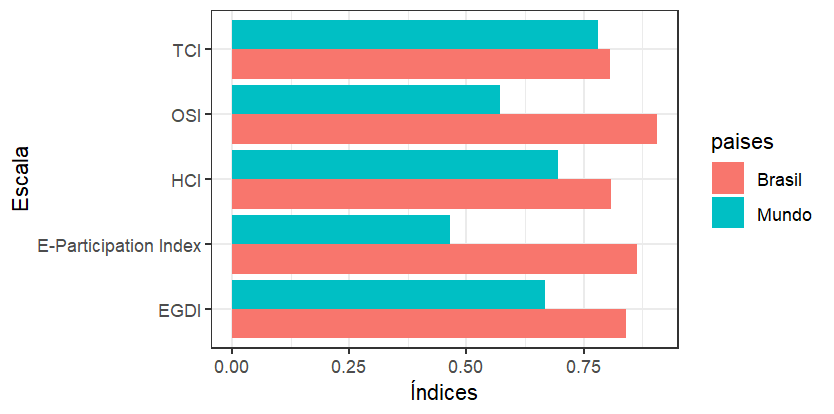 Escala
TCI
OSI
HCI
E-Participation Index
EGDI
0.00
0.25
0.50
0.75
Índices
paises
Brasil
Mundo